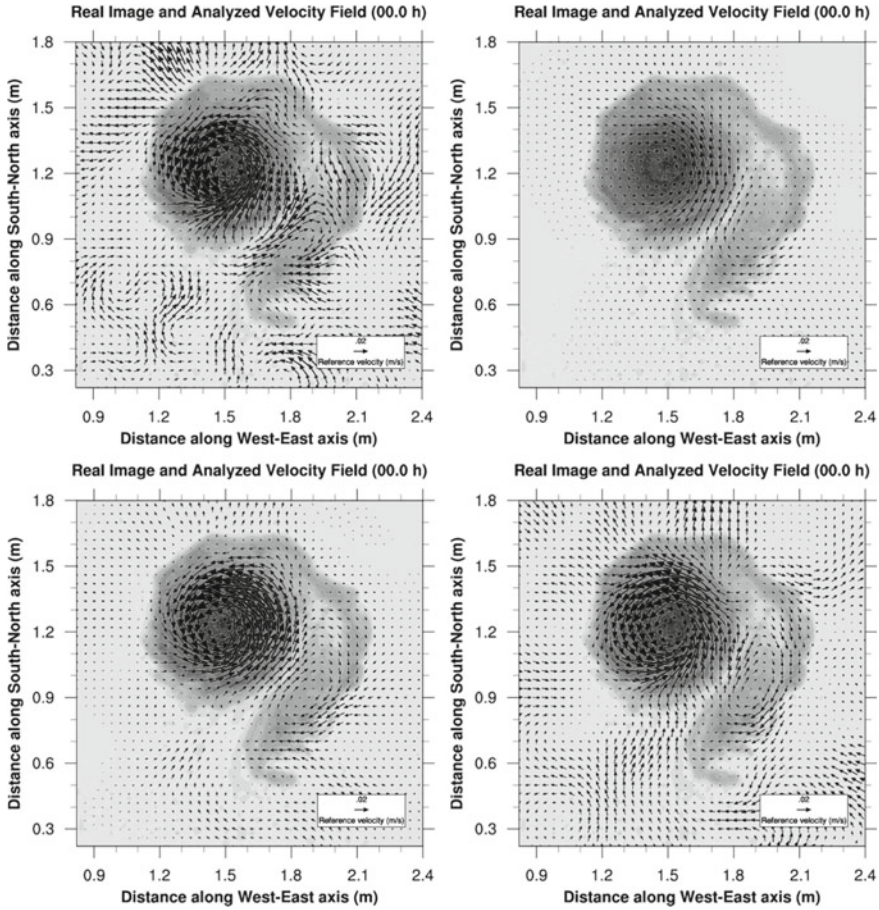 Real Image and Analyzed Velocity Field (00.0 h)
Distance along South-North axis (m)
1.8
1.5
1.2
0.9
0.6
0.3
.02
Reference velocity (m/s)
0.9 1.2 1.5 1.8 2.1 2.4
Distance along West-East axis (m)
Real Image and Analyzed Velocity Field (00.0 h)
Distance along South-North axis (m)
1.8
1.5
1.2
0.9
0.6
0.3
.02
Reference velocity (m/s)
0.9 1.2 1.5 1.8 2.1 2.4
Distance along West-East axis (m)
Real Image and Analyzed Velocity Field (00.0 h)
Distance along South-North axis (m)
1.8
1.5
1.2
0.9
0.6
0.3
.02
Reference velocity (m/s)
0.9 1.2 1.5 1.8 2.1 2.4
Distance along West-East axis (m)
Real Image and Analyzed Velocity Field (00.0 h)
Distance along South-North axis (m)
1.8
1.5
1.2
0.9
0.6
0.3
.02
Reference velocity (m/s)
0.9 1.2 1.5 1.8 2.1 2.4
Distance along West-East axis (m)